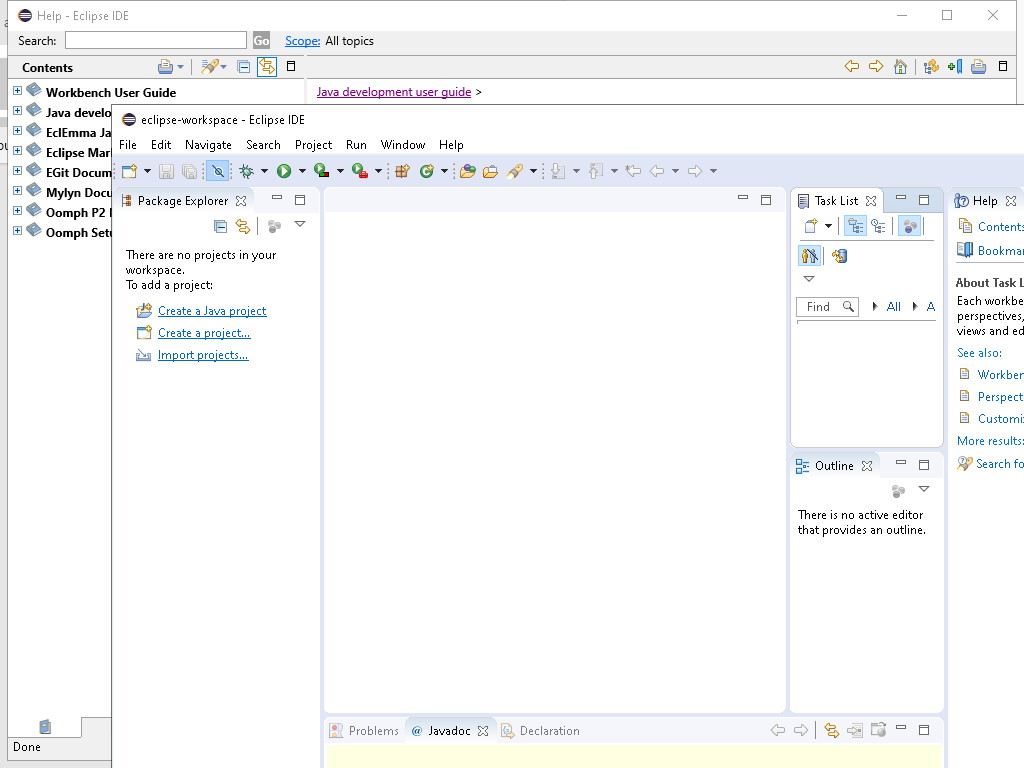 Help - Eclipse IDE
Search:
Go
Scope: All topics
Contents
Workbench User Guide
Java development user guide >
Java develo
EclEmma Ja
Eclipse Mar
EGit Docum
Mylyn Docu
Oomph P2
Oomph Setu
Done
eclipse-workspace - Eclipse IDE
File Edit Navigate Search Project Run Window Help
Package Explorer
There are no projects in your
workspace.
To add a project:
Create a Java project
Create a project...
Import projects...
Task List
Find
All
A
Outline
There is no active editor
that provides an outline.
Help
Contents
Bookmar
About Task L
Each workbe
perspectives,
views and ed
See also:
Workben
Perspect
Customi
More results:
Search fo
Problems
@ Javadoc
Declaration